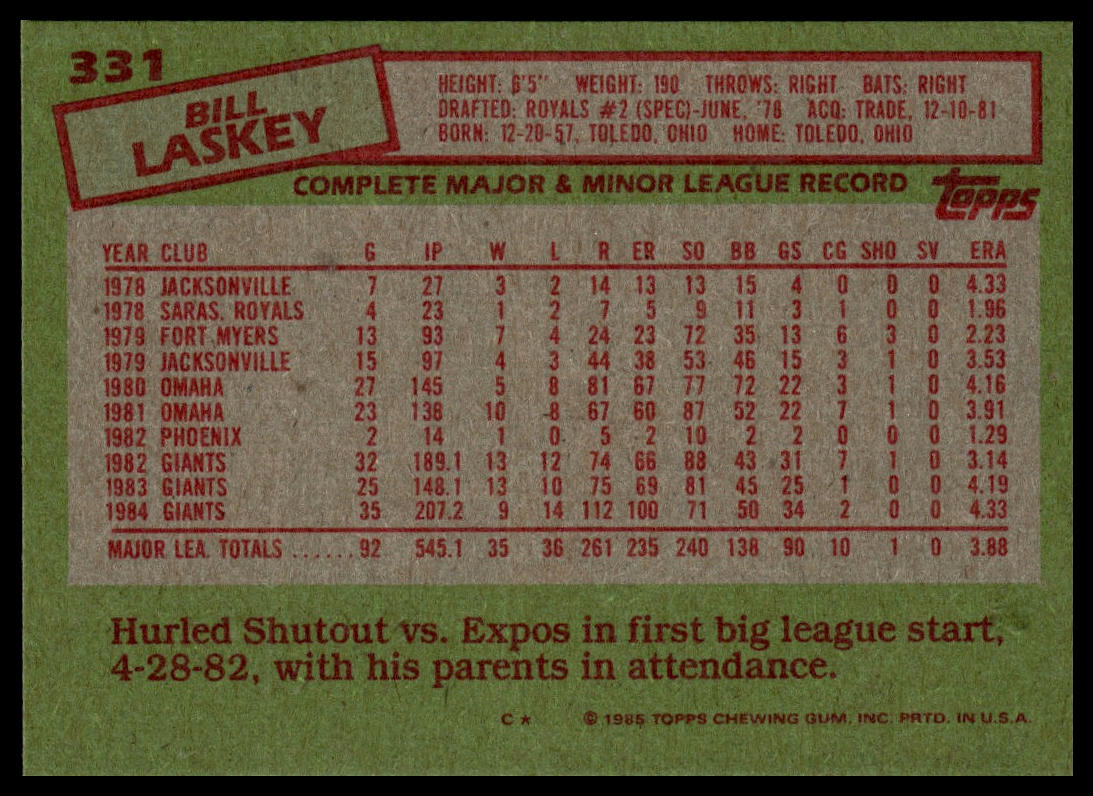 331
BILL
LASKEY
HEIGHT: 6'5" WEIGHT: 190 THROWS: RIGHT BATS: RIGHT
DRAFTED: ROYALS #2 (SPEC)-JUNE, '78 ACQ: TRADE, 12-10-81
BORN: 12-20-57, TOLEDO, OHIO HOME: TOLEDO, OHIO
COMPLETE MAJOR & MINOR LEAGUE RECORD
topps
YEAR CLUB G IP W L R ER SO BB GS CG SHO SV ERA
1978 JACKSONVILLE 7 27 3 2 14 13 13 15 4 0 0 0 4.33
1978 SARAS. ROYALS 4 23 1 2 7 5 9 11 3 1 0 0 1.96
1979 FORT MYERS 13 93 7 4 24 23 72 35 13 6 3 0 2.23
1979 JACKSONVILLE 15 97 4 3 44 38 53 46 15 3 1 0 3.53
1980 OMAHA 27 145 5 8 81 67 77 72 22 3 1 0 4.16
1981 OMAHA 23 138 10 8 67 60 87 52 22 7 1 0 3.91
1982 PHOENIX 2 14 1 0 5 2 10 2 2 0 0 0 1.29
1982 GIANTS 32 189.1 13 12 74 66 88 43 31 7 1 0 3.14
1983 GIANTS 25 148.1 13 10 75 69 81 45 25 1 0 0 4.19
1984 GIANTS 35 207.2 9 14 112 100 71 50 34 2 0 0 4.33
MAJOR LEA. TOTALS ...... 92 545.1 35 36 261 235 240 138 90 10 1 0 3.88
Hurled Shutout vs. Expos in first big league start,
4-28-82, with his parents in attendance.
C * © 1985 TOPPS CHEWING GUM, INC. PRTD. IN U.S.A.